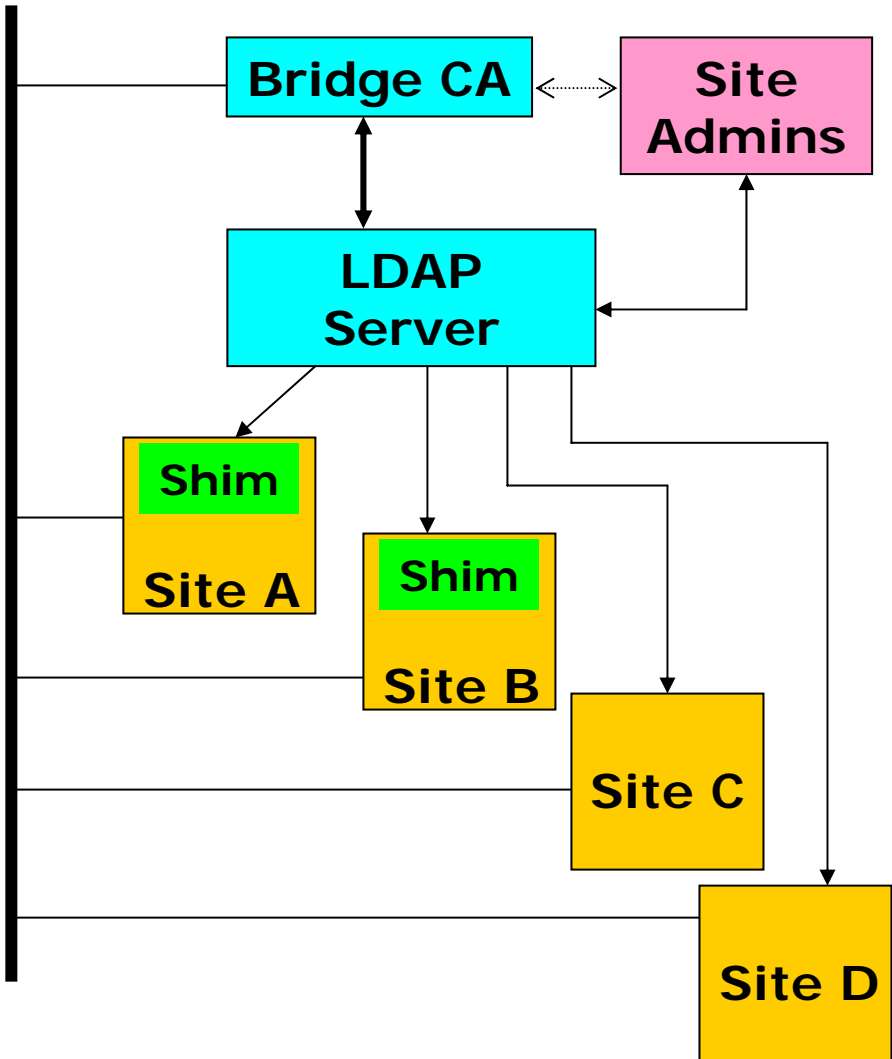 Bridge CA
Site
Admins
LDAP
Server
Shim
Site A
Shim
Site B
Site C
Site D